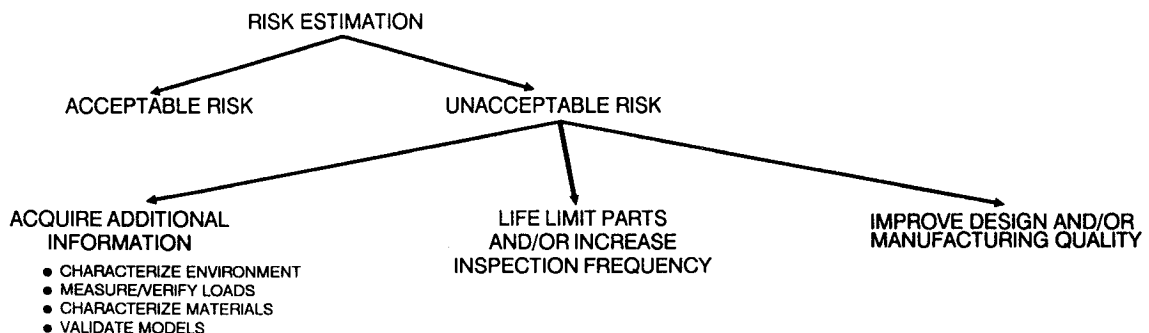 RISK ESTIMATION
ACCEPTABLE RISK
UNACCEPTABLE RISK
ACQUIRE ADDITIONAL
INFORMATION
● CHARACTERIZE ENVIRONMENT
● MEASURE/VERIFY LOADS
● CHARACTERIZE MATERIALS
● VALIDATE MODELS
LIFE LIMIT PARTS
AND/OR INCREASE
INSPECTION FREQUENCY
IMPROVE DESIGN AND/OR
MANUFACTURING QUALITY